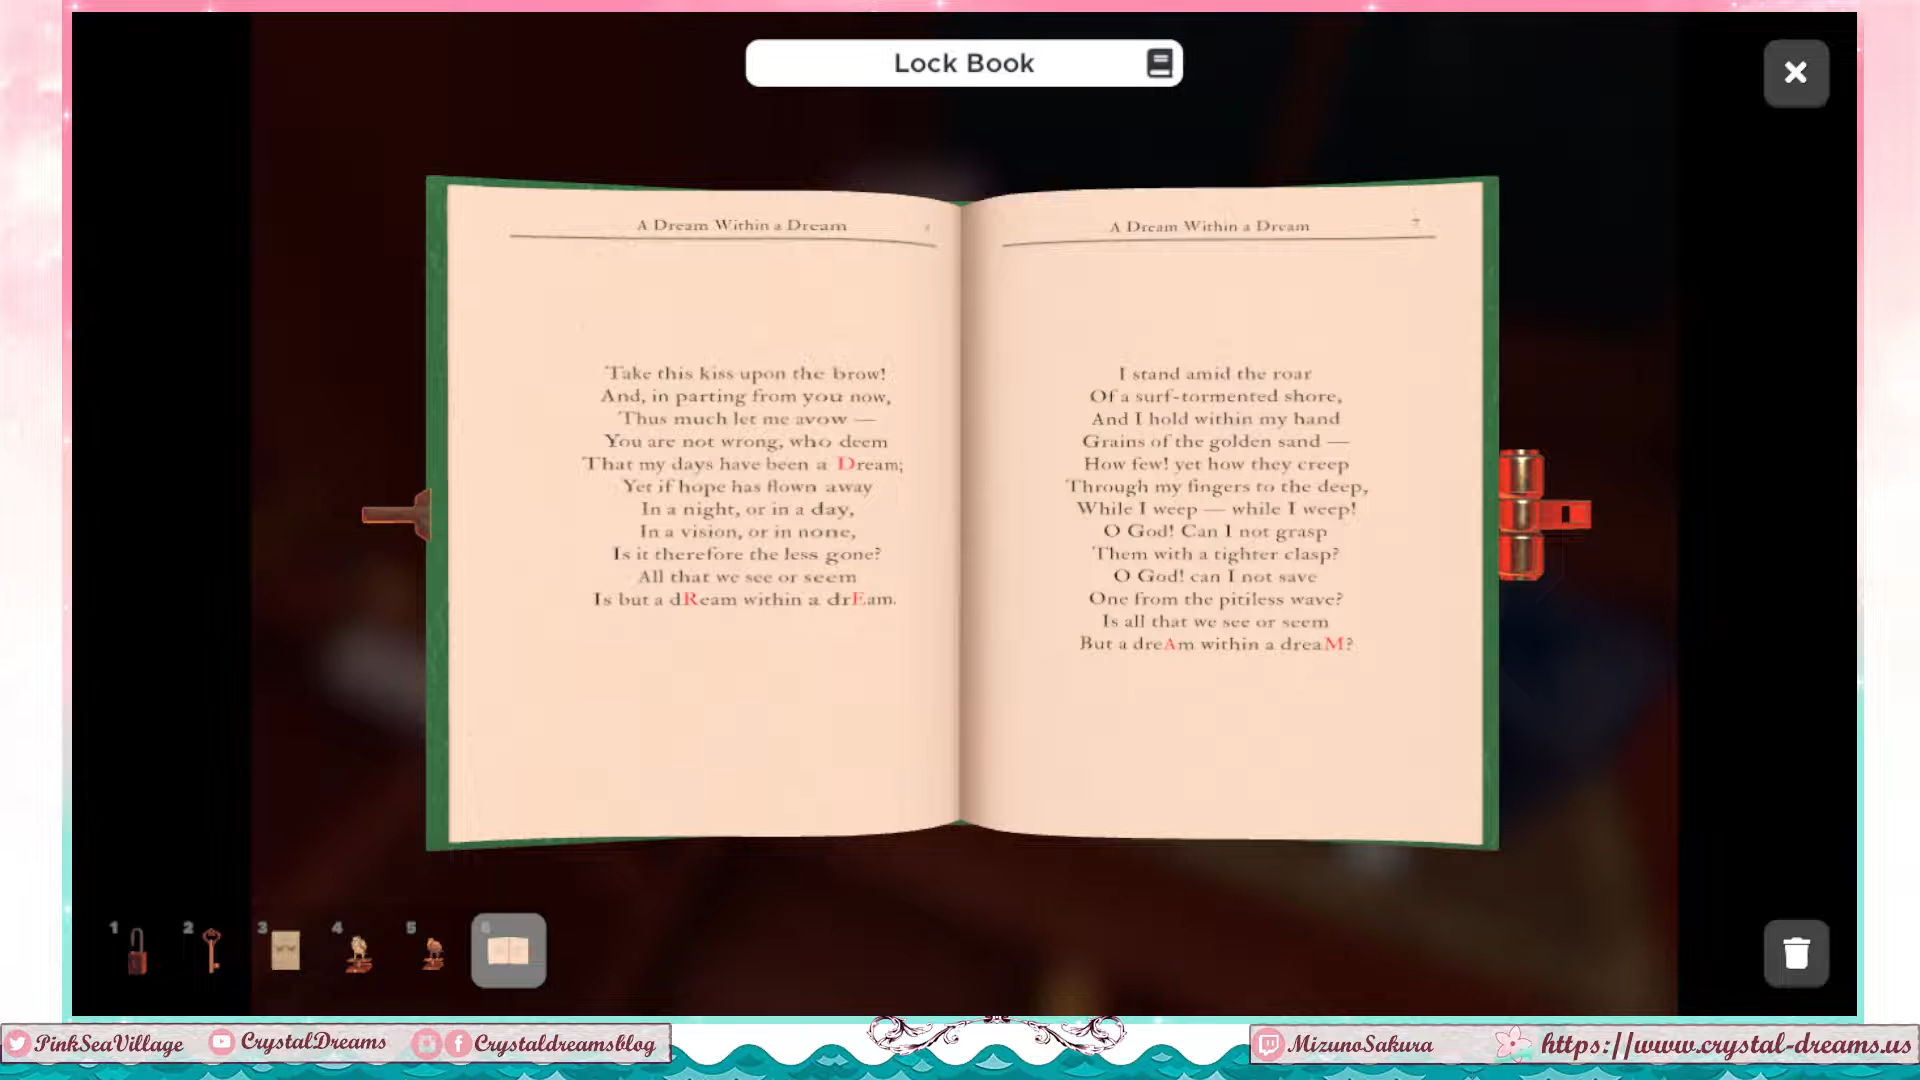 Lock Book
A Dream Within a Dream
Take this kiss upon the brow!
And, in parting from you now,
Thus much let me avow —
You are not wrong, who deem
That my days have been a Dream;
Yet if hope has flown away
In a night, or in a day,
In a vision, or in none,
Is it therefore the less gone?
All that we see or seem
Is but a dReam within a drEam.
A Dream Within a Dream
I stand amid the roar
Of a surf-tormented shore,
And I hold within my hand
Grains of the golden sand —
How few! yet how they creep
Through my fingers to the deep,
While I weep — while I weep!
O God! Can I not grasp
Them with a tighter clasp?
O God! can I not save
One from the pitiless wave?
Is all that we see or seem
But a dreAm within a dreaM?
1 2 3 4 5 6
PinkSeaVillage CrystalDreams Crystaldreamsblog MizunoSakura https://www.crystal-dreams.us